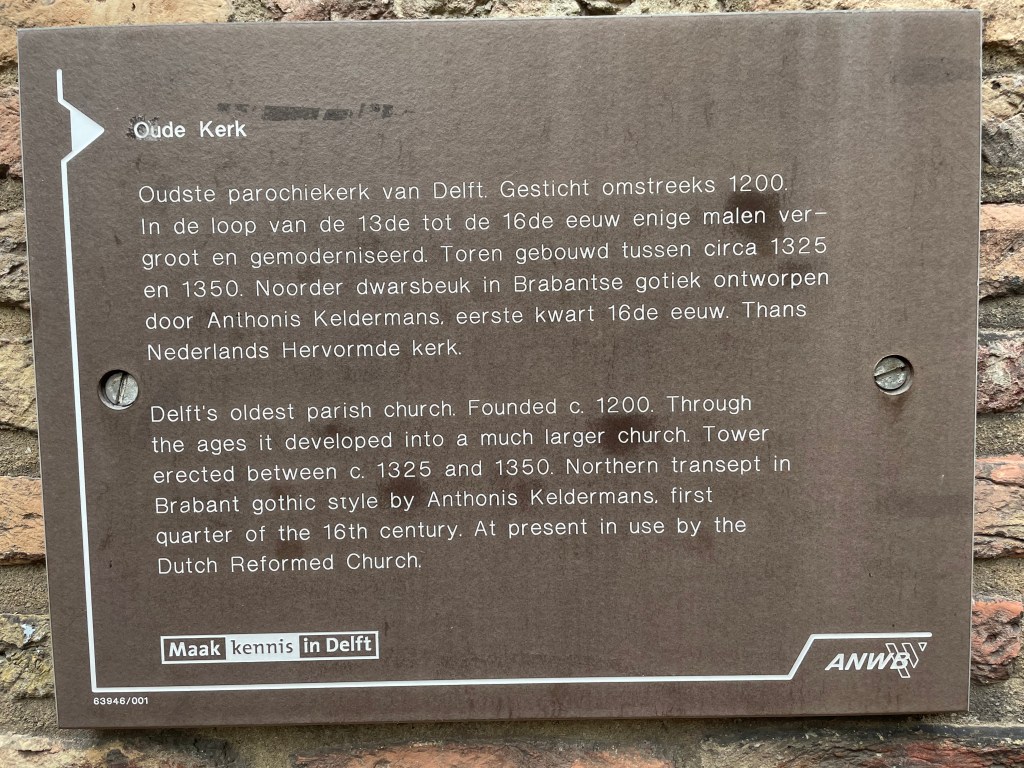 Oude Kerk
Oudste parochiekerk van Delft. Gesticht omstreeks 1200.
In de loop van de 13de tot de 16de eeuw enige malen ver-
groot en gemoderniseerd. Toren gebouwd tussen circa 1325
en 1350. Noorder dwarsbeuk in Brabantse gotiek ontworpen
door Anthonis Keldermans, eerste kwart 16de eeuw. Thans
Nederlands Hervormde kerk.
Delft's oldest parish church. Founded c. 1200. Through
the ages it developed into a much larger church. Tower
erected between c. 1325 and 1350. Northern transept in
Brabant gothic style by Anthonis Keldermans, first
quarter of the 16th century. At present in use by the
Dutch Reformed Church.
Maak kennis in Delft
ANWB
63946/001